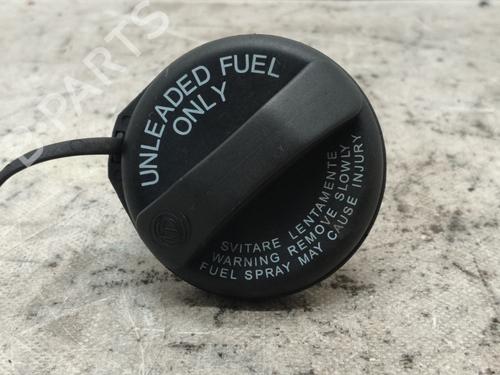 UNLEADED FUEL
ONLY
SVITARE LENTAMENTE
WARNING REMOVE SLOWLY
FUEL SPRAY MAY CAUSE INJURY